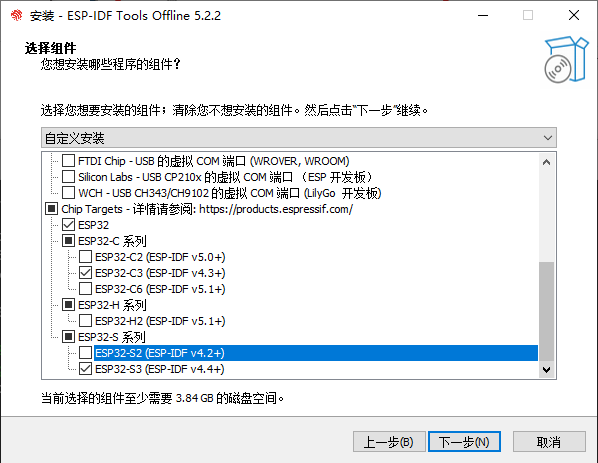 安装 - ESP-IDF Tools Offline 5.2.2
选择组件
您想安装哪些程序的组件？
选择您想要安装的组件；清除您不想安装的组件。然后点击“下一步”继续。
自定义安装
FTDI Chip - USB 的虚拟 COM 端口 (WROVER, WROOM)
Silicon Labs - USB CP210x 的虚拟 COM 端口 （ESP 开发板）
WCH - USB CH343/CH9102 的虚拟 COM 端口 (LilyGo 开发板)
Chip Targets - 详情请参阅: https://products.espressif.com/
ESP32
ESP32-C 系列
ESP32-C2 (ESP-IDF v5.0+)
ESP32-C3 (ESP-IDF v4.3+)
ESP32-C6 (ESP-IDF v5.1+)
ESP32-H 系列
ESP32-H2 (ESP-IDF v5.1+)
ESP32-S 系列
ESP32-S2 (ESP-IDF v4.2+)
ESP32-S3 (ESP-IDF v4.4+)
当前选择的组件至少需要 3.84 GB 的磁盘空间。
上一步(B) 下一步(N) 取消